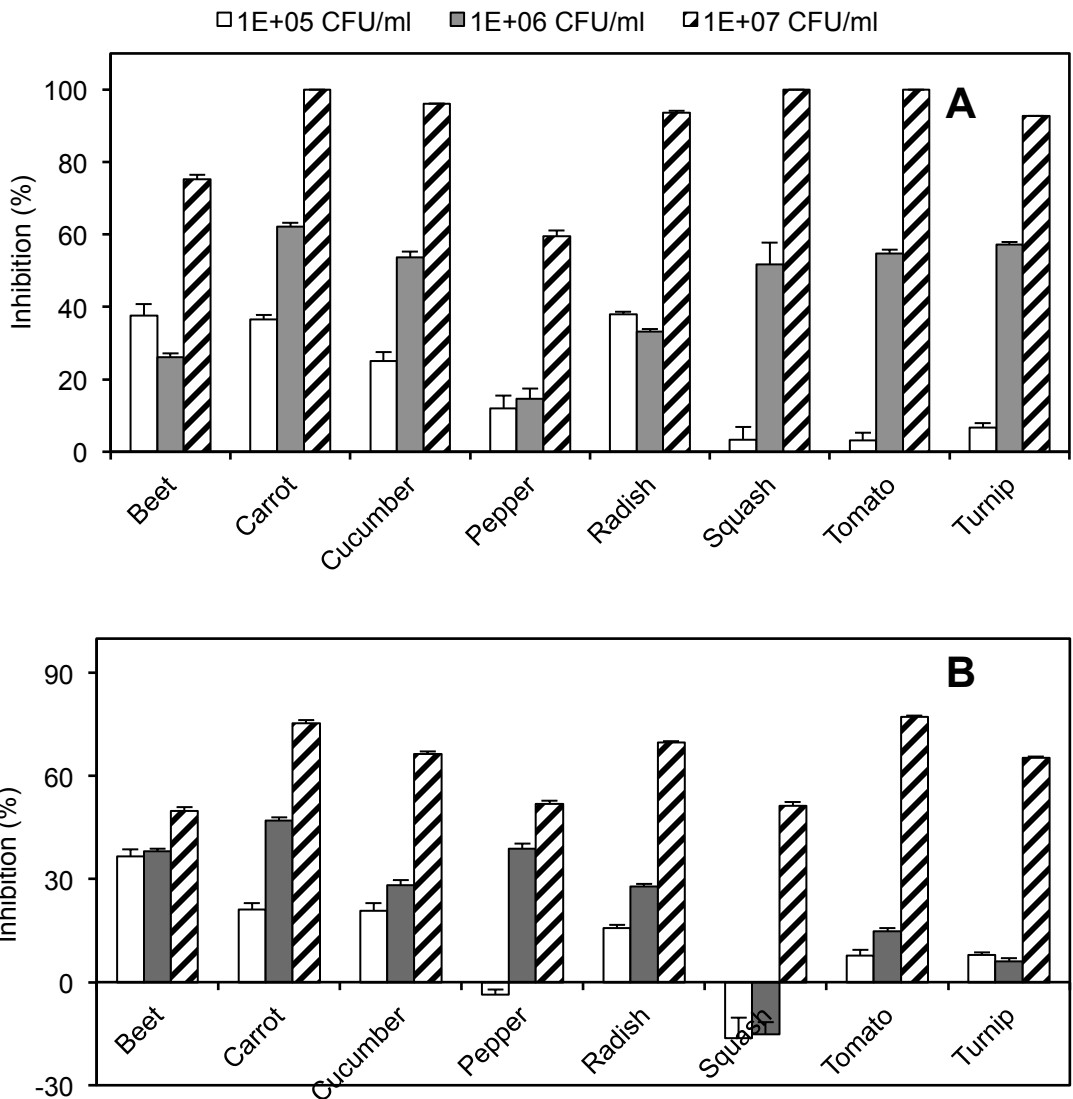 1E+05 CFU/ml 1E+06 CFU/ml 1E+07 CFU/ml
A
100
80
60
40
20
0
Inhibition (%)
Beet Carrot Cucumber Pepper Radish Squash Tomato Turnip
B
90
60
30
0
-30
Inhibition (%)
Beet Carrot Cucumber Pepper Radish Squash Tomato Turnip